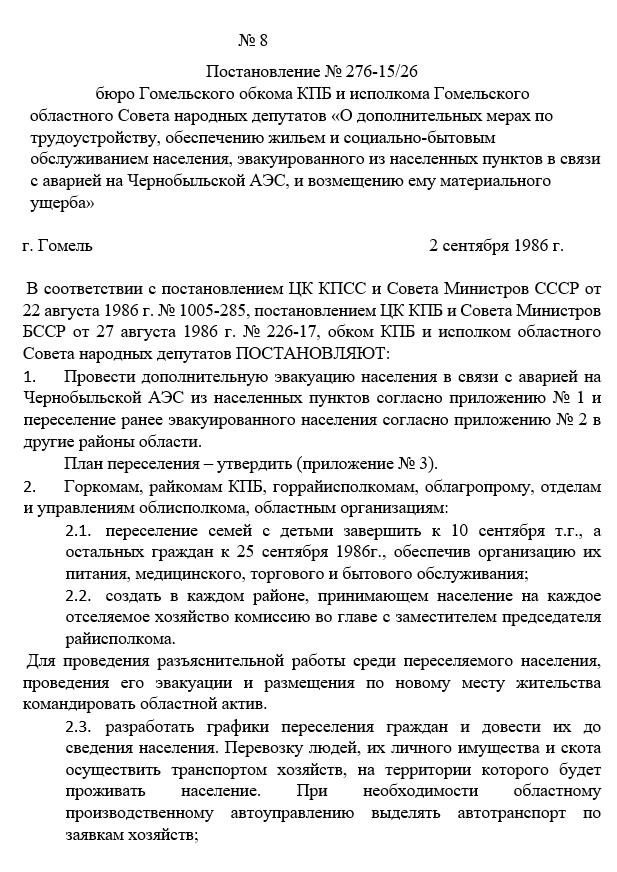 № 8
Постановление № 276-15/26
бюро Гомельского обкома КПБ и исполкома Гомельского
областного Совета народных депутатов «О дополнительных мерах по
трудоустройству, обеспечению жильем и социально-бытовым
обслуживанием населения, эвакуированного из населенных пунктов в связи
с аварией на Чернобыльской АЭС, и возмещению ему материального
ущерба»
г. Гомель 2 сентября 1986 г.
В соответствии с постановлением ЦК КПСС и Совета Министров СССР от
22 августа 1986 г. № 1005-285, постановлением ЦК КПБ и Совета Министров
БССР от 27 августа 1986 г. № 226-17, обком КПБ и исполком областного
Совета народных депутатов ПОСТАНОВЛЯЮТ:
1. Провести дополнительную эвакуацию населения в связи с аварией на
Чернобыльской АЭС из населенных пунктов согласно приложению № 1 и
переселение ранее эвакуированного населения согласно приложению № 2 в
другие районы области.
План переселения – утвердить (приложение № 3).
2. Горкомам, райкомам КПБ, горрайисполкомам, облагропрому, отделам
и управлениям облисполкома, областным организациям:
2.1. переселение семей с детьми завершить к 10 сентября т.г., а
остальных граждан к 25 сентября 1986г., обеспечив организацию их
питания, медицинского, торгового и бытового обслуживания;
2.2. создать в каждом районе, принимающем население на каждое
отселяемое хозяйство комиссию во главе с заместителем председателя
райисполкома.
Для проведения разъяснительной работы среди переселяемого населения,
проведения его эвакуации и размещения по новому месту жительства
командировать областной актив.
2.3. разработать графики переселения граждан и довести их до
сведения населения. Перевозку людей, их личного имущества и скота
осуществить транспортом хозяйств, на территории которого будет
проживать население. При необходимости областному
производственному автоуправлению выделять автотранспорт по
заявкам хозяйств;